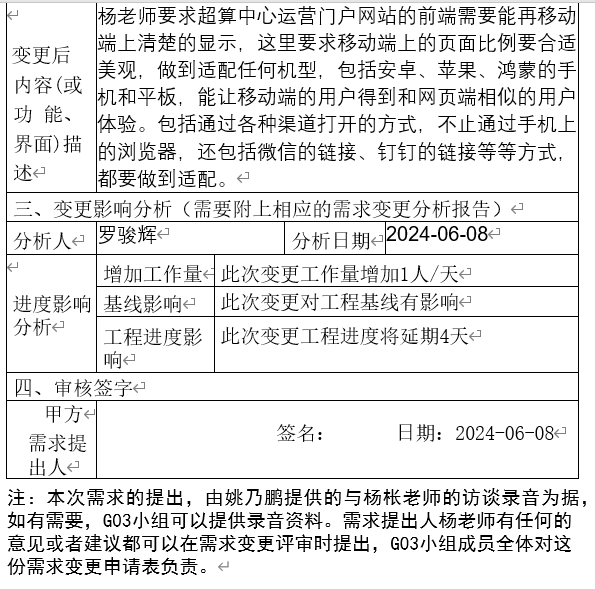 变更后
内容(或
功 能、
界面)描
述
杨老师要求超算中心运营门户网站的前端需要能再移动
端上清楚的显示，这里要求移动端上的页面比例要合适
美观，做到适配任何机型，包括安卓、苹果、鸿蒙的手
机和平板，能让移动端的用户得到和网页端相似的用户
体验。包括通过各种渠道打开的方式，不止通过手机上
的浏览器，还包括微信的链接、钉钉的链接等等方式，
都要做到适配。
三、变更影响分析（需要附上相应的需求变更分析报告）
分析人 罗骏辉 分析日期 2024-06-08
进度影响
分析
增加工作量 此次变更工作量增加1人/天
基线影响 此次变更对工程基线有影响
工程进度影
响
此次变更工程进度将延期4天
四、审核签字
甲方
需求提
出人
签名： 日期：2024-06-08
注：本次需求的提出，由姚乃鹏提供的与杨枨老师的访谈录音为据，
如有需要，G03小组可以提供录音资料。需求提出人杨老师有任何的
意见或者建议都可以在需求变更评审时提出，G03小组成员全体对这
份需求变更申请表负责。